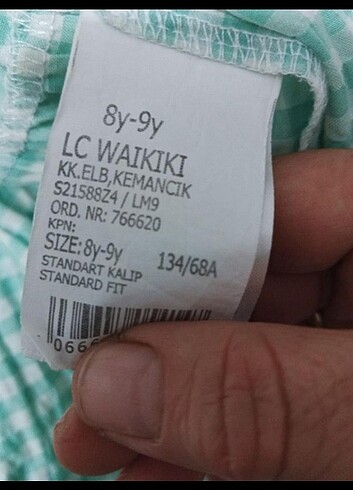 8y-9y
LC WAIKIKI
KK.ELB,KEMANCIK
S21588Z4 / LM9
ORD. NR: 766620
KPN:
SIZE: 8y-9y 134/68A
STANDART KALIP
STANDARD FIT
066